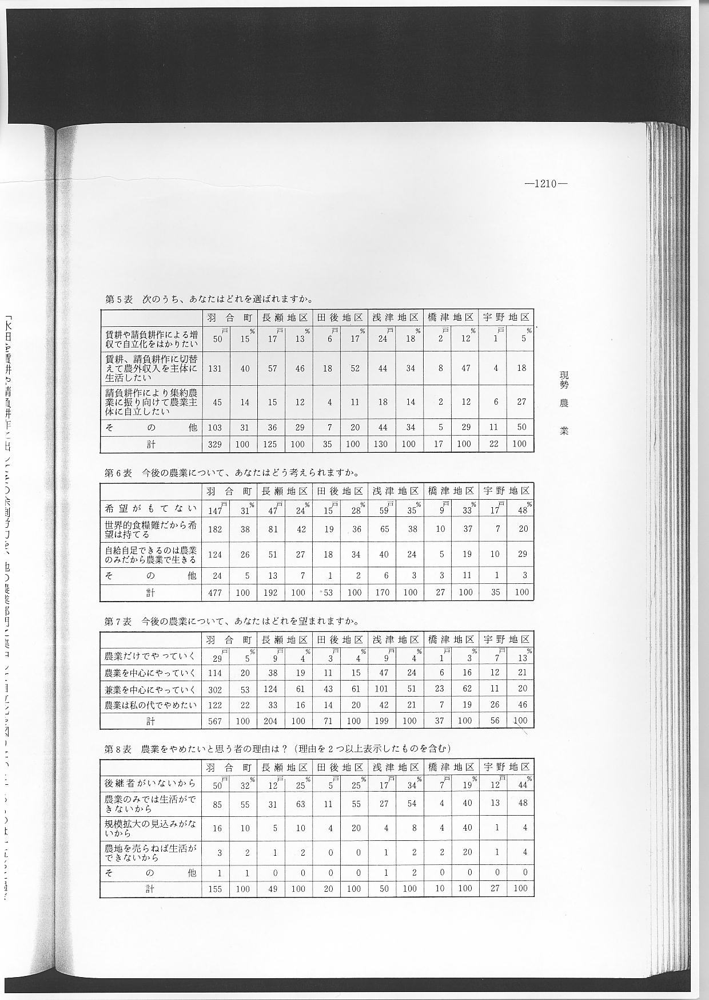 —1210—
現勢 農 業
第5表 次のうち、あなたはどれを選ばれますか。
羽合町 長瀬地区 田後地区 浅津地区 橋津地区 宇野地区
賃耕や請負耕作による増
収で自立化をはかりたい 50戸 15% 17戸 13% 6戸 17% 24戸 18% 2戸 12% 1戸 5%
賃耕、請負耕作に切替
えて農外収入を主体に 131 40 57 46 18 52 44 34 8 47 4 18
生活したい
請負耕作により集約農
業に振り向けて農業主 45 14 15 12 4 11 18 14 2 12 6 27
体に自立したい
その他 103 31 36 29 7 20 44 34 5 29 11 50
計 329 100 125 100 35 100 130 100 17 100 22 100
第6表 今後の農業について、あなたはどう考えられますか。
羽合町 長瀬地区 田後地区 浅津地区 橋津地区 宇野地区
希望がもてない 147戸 31% 47戸 24% 15戸 28% 59戸 35% 9戸 33% 17戸 48%
世界的食糧難だから希
望は持てる 182 38 81 42 19 36 65 38 10 37 7 20
自給自足できるのは農業
のみだから農業で生きる 124 26 51 27 18 34 40 24 5 19 10 29
その他 24 5 13 7 1 2 6 3 3 11 1 3
計 477 100 192 100 53 100 170 100 27 100 35 100
第7表 今後の農業について、あなたはどれを望まれますか。
羽合町 長瀬地区 田後地区 浅津地区 橋津地区 宇野地区
農業だけでやっていく 29戸 5% 9戸 4% 3戸 4% 9戸 4% 1戸 3% 7戸 13%
農業を中心にやっていく 114 20 38 19 11 15 47 24 6 16 12 21
兼業を中心にやっていく 302 53 124 61 43 61 101 51 23 62 11 20
農業は私の代でやめたい 122 22 33 16 14 20 42 21 7 19 26 46
計 567 100 204 100 71 100 199 100 37 100 56 100
第8表 農業をやめたいと思う者の理由は？（理由を2つ以上表示したものを含む）
羽合町 長瀬地区 田後地区 浅津地区 橋津地区 宇野地区
後継者がいないから 50戸 32% 12戸 25% 5戸 25% 17戸 34% 7戸 19% 12戸 44%
農業のみでは生活がで
きないから 85 55 31 63 11 55 27 54 4 40 13 48
規模拡大の見込みがな
いから 16 10 5 10 4 20 4 8 4 40 1 4
農地を売らねば生活が
できないから 3 2 1 2 0 0 1 2 2 20 1 4
その他 1 1 0 0 0 0 1 2 0 0 0 0
計 155 100 49 100 20 100 50 100 10 100 27 100